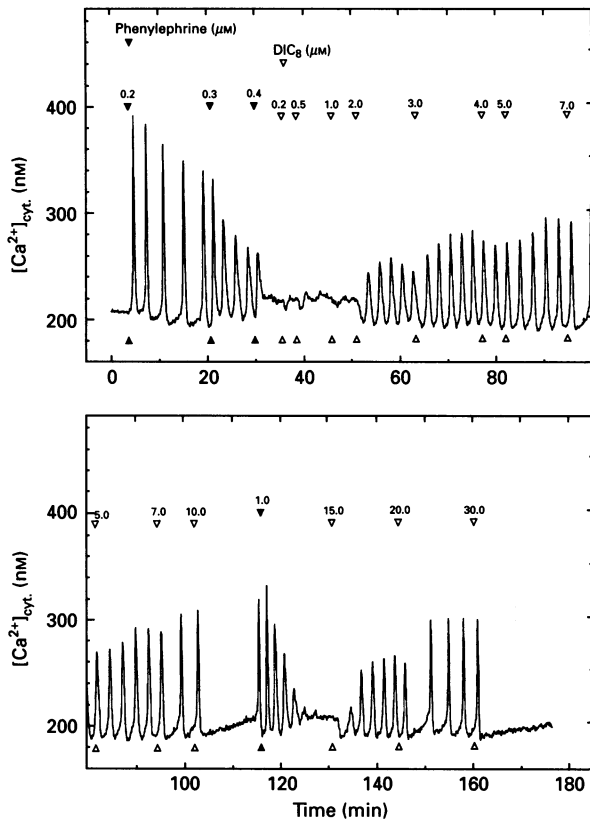 Phenylephrine (μM)
DIC8 (μM)
0.2 0.3 0.4 0.2 0.5 1.0 2.0 3.0 4.0 5.0 7.0
400
300
200
[Ca2+]cyt. (nM)
0 20 40 60 80
5.0 7.0 10.0 1.0 15.0 20.0 30.0
400
300
200
[Ca2+]cyt. (nM)
100 120 140 160 180
Time (min)